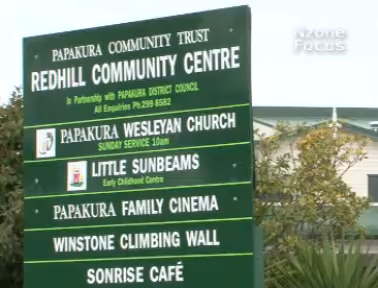 Nzone
Focus
PAPAKURA COMMUNITY TRUST
REDHILL COMMUNITY CENTRE
in Partnership with PAPAKURA DISTRICT COUNCIL
All Enquiries Ph.299 8582
PAPAKURA WESLEYAN CHURCH
SUNDAY SERVICE 10am
LITTLE SUNBEAMS
Early Childhood Centre
PAPAKURA FAMILY CINEMA
WINSTONE CLIMBING WALL
SONRISE CAFÉ